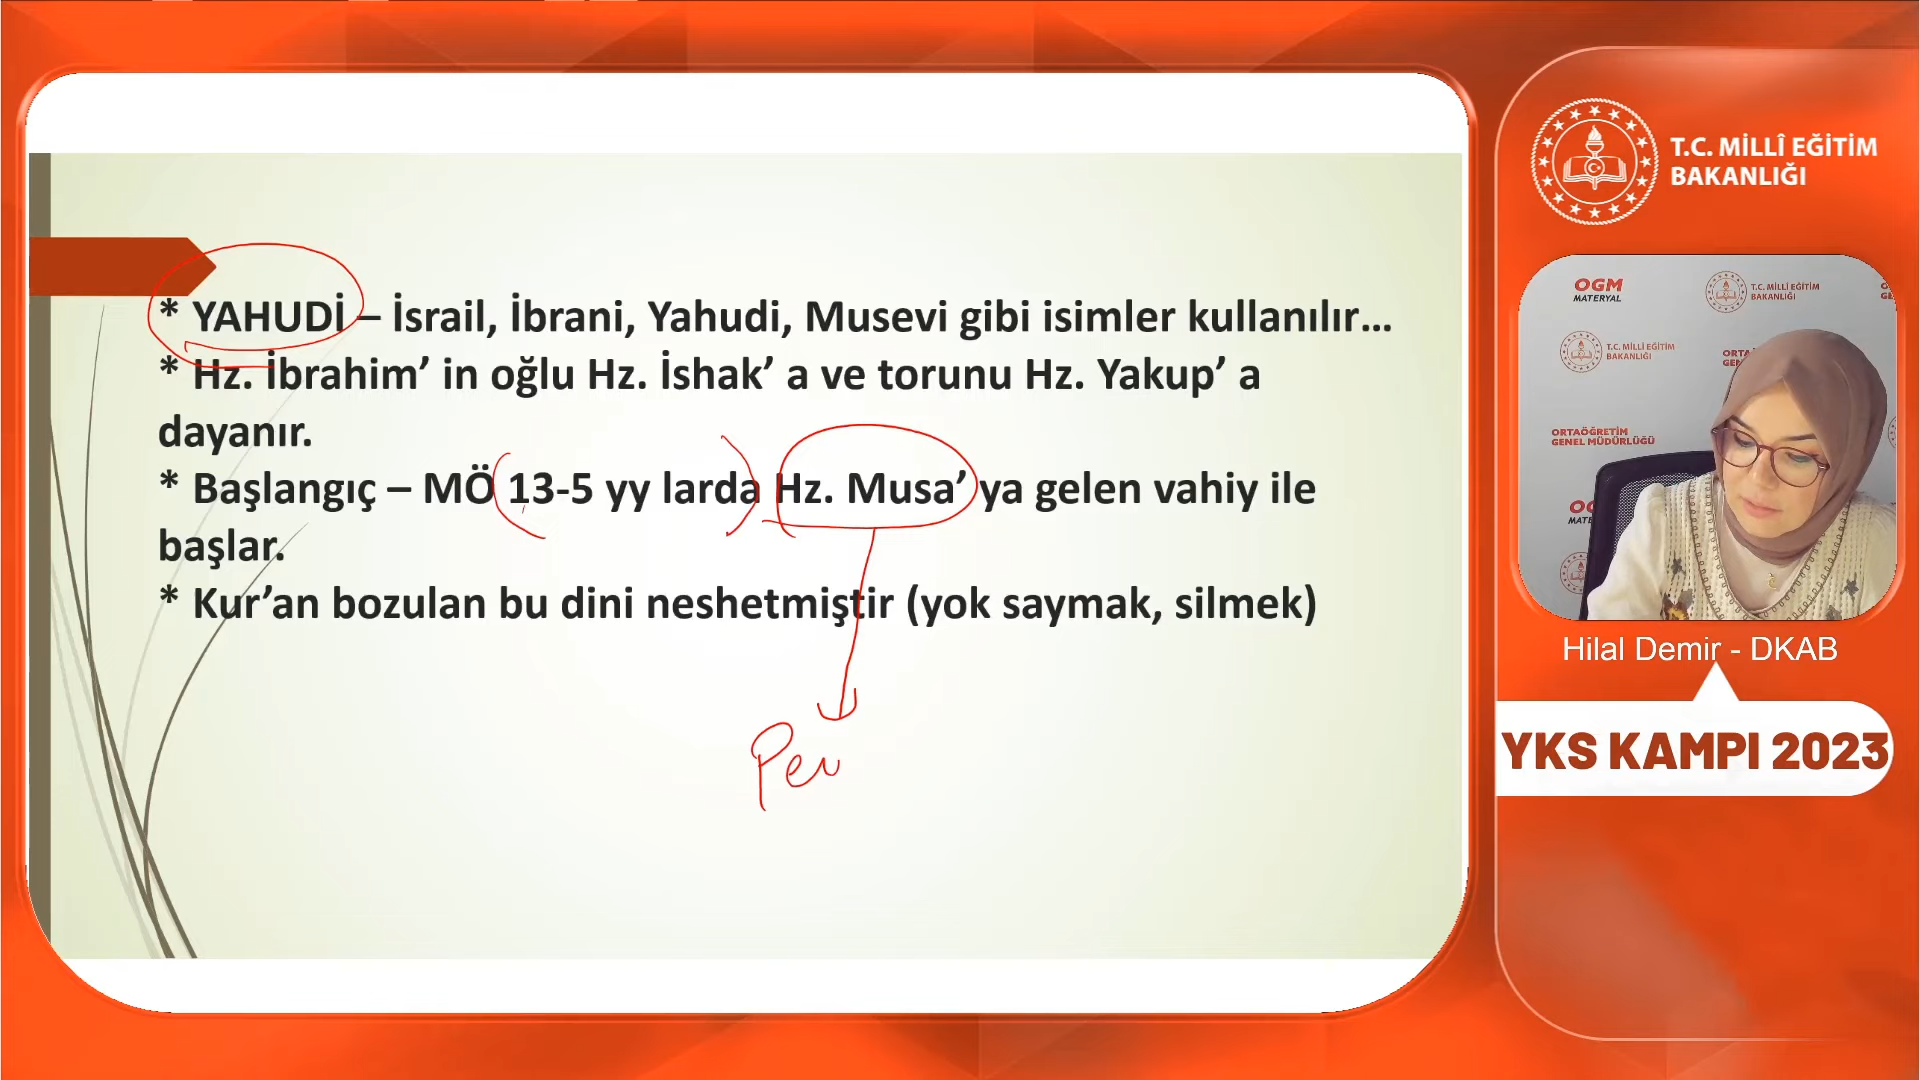 * YAHUDİ – İsrail, İbrani, Yahudi, Musevi gibi isimler kullanılır...
* Hz. İbrahim’ in oğlu Hz. İshak’ a ve torunu Hz. Yakup’ a
dayanır.
* Başlangıç – MÖ 13-5 yy larda Hz. Musa’ ya gelen vahiy ile
başlar.
* Kur’an bozulan bu dini neshetmiştir (yok saymak, silmek)
Pey
T.C. MİLLÎ EĞİTİM
BAKANLIĞI
OGM
MATERYAL
T.C. MİLLÎ EĞİTİM
BAKANLIĞI
T.C. MİLLÎ EĞİTİM
BAKANLIĞI
ORTAÖĞRETİM
GENEL MÜDÜRLÜĞÜ
Hilal Demir - DKAB
YKS KAMPI 2023